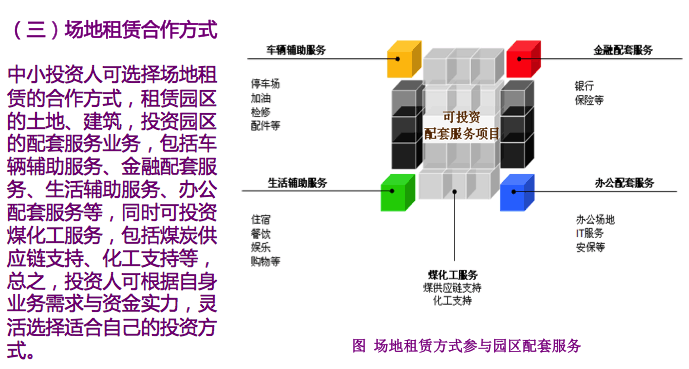 （三）场地租赁合作方式
中小投资人可选择场地租
赁的合作方式，租赁园区
的土地、建筑，投资园区
的配套服务业务，包括车
辆辅助服务、金融配套服
务、生活辅助服务、办公
配套服务等，同时可投资
煤化工服务，包括煤炭供
应链支持、化工支持等，
总之，投资人可根据自身
业务需求与资金实力，灵
活选择适合自己的投资方
式。
车辆辅助服务
停车场
加油
检修
配件等
金融配套服务
银行
保险等
可投资
配套服务项目
生活辅助服务
住宿
餐饮
娱乐
购物等
办公配套服务
办公场地
IT服务
安保等
煤化工服务
煤供应链支持
化工支持
图 场地租赁方式参与园区配套服务